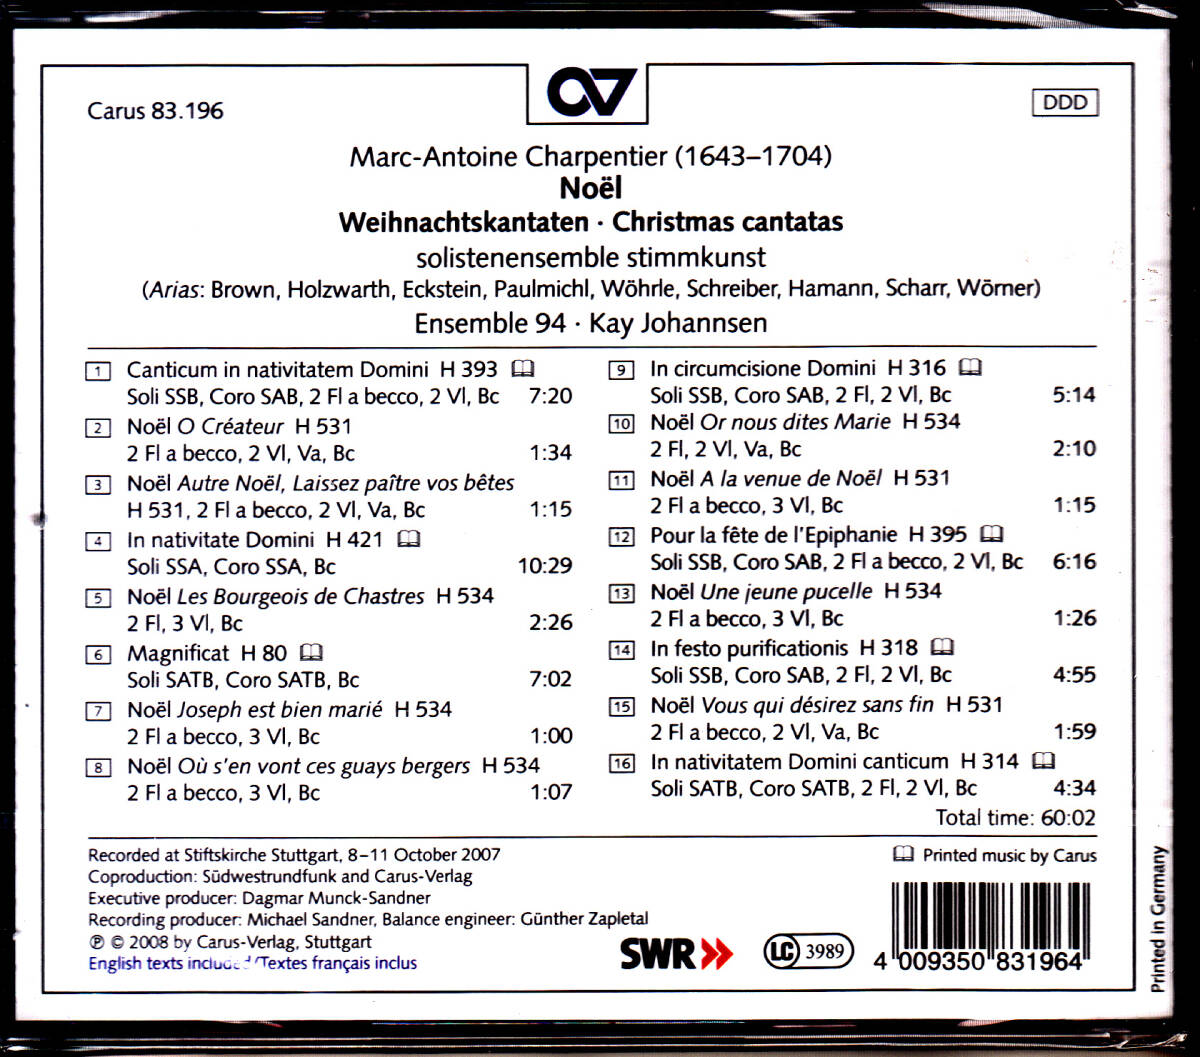 Carus 83.196
DDD
Marc-Antoine Charpentier (1643–1704)
Noël
Weihnachtskantaten · Christmas cantatas
solistenensemble stimmkunst
(Arias: Brown, Holzwarth, Eckstein, Paulmichl, Wöhrle, Schreiber, Hamann, Scharr, Wörner)
Ensemble 94 · Kay Johannsen
1 Canticum in nativitatem Domini H 393
Soli SSB, Coro SAB, 2 Fl a becco, 2 Vl, Bc 7:20
2 Noël O Créateur H 531
2 Fl a becco, 2 Vl, Va, Bc 1:34
3 Noël Autre Noël, Laissez paître vos bêtes
H 531, 2 Fl a becco, 2 Vl, Va, Bc 1:15
4 In nativitate Domini H 421
Soli SSA, Coro SSA, Bc 10:29
5 Noël Les Bourgeois de Chastres H 534
2 Fl, 3 Vl, Bc 2:26
6 Magnificat H 80
Soli SATB, Coro SATB, Bc 7:02
7 Noël Joseph est bien marié H 534
2 Fl a becco, 3 Vl, Bc 1:00
8 Noël Où s'en vont ces guays bergers H 534
2 Fl a becco, 3 Vl, Bc 1:07
9 In circumcisione Domini H 316
Soli SSB, Coro SAB, 2 Fl, 2 Vl, Bc 5:14
10 Noël Or nous dites Marie H 534
2 Fl, 2 Vl, Va, Bc 2:10
11 Noël A la venue de Noël H 531
2 Fl a becco, 3 Vl, Bc 1:15
12 Pour la fête de l'Epiphanie H 395
Soli SSB, Coro SAB, 2 Fl a becco, 2 Vl, Bc 6:16
13 Noël Une jeune pucelle H 534
2 Fl a becco, 3 Vl, Bc 1:26
14 In festo purificationis H 318
Soli SSB, Coro SAB, 2 Fl, 2 Vl, Bc 4:55
15 Noël Vous qui désirez sans fin H 531
2 Fl a becco, 2 Vl, Va, Bc 1:59
16 In nativitatem Domini canticum H 314
Soli SATB, Coro SATB, 2 Fl, 2 Vl, Bc 4:34
Total time: 60:02
Recorded at Stiftskirche Stuttgart, 8–11 October 2007
Coproduction: Südwestrundfunk and Carus-Verlag
Executive producer: Dagmar Munck-Sandner
Recording producer: Michael Sandner, Balance engineer: Günther Zapletal
℗ © 2008 by Carus-Verlag, Stuttgart
English texts included/Textes français inclus
Printed music by Carus
SWR
LC 3989
4 009350 831964
Printed in Germany